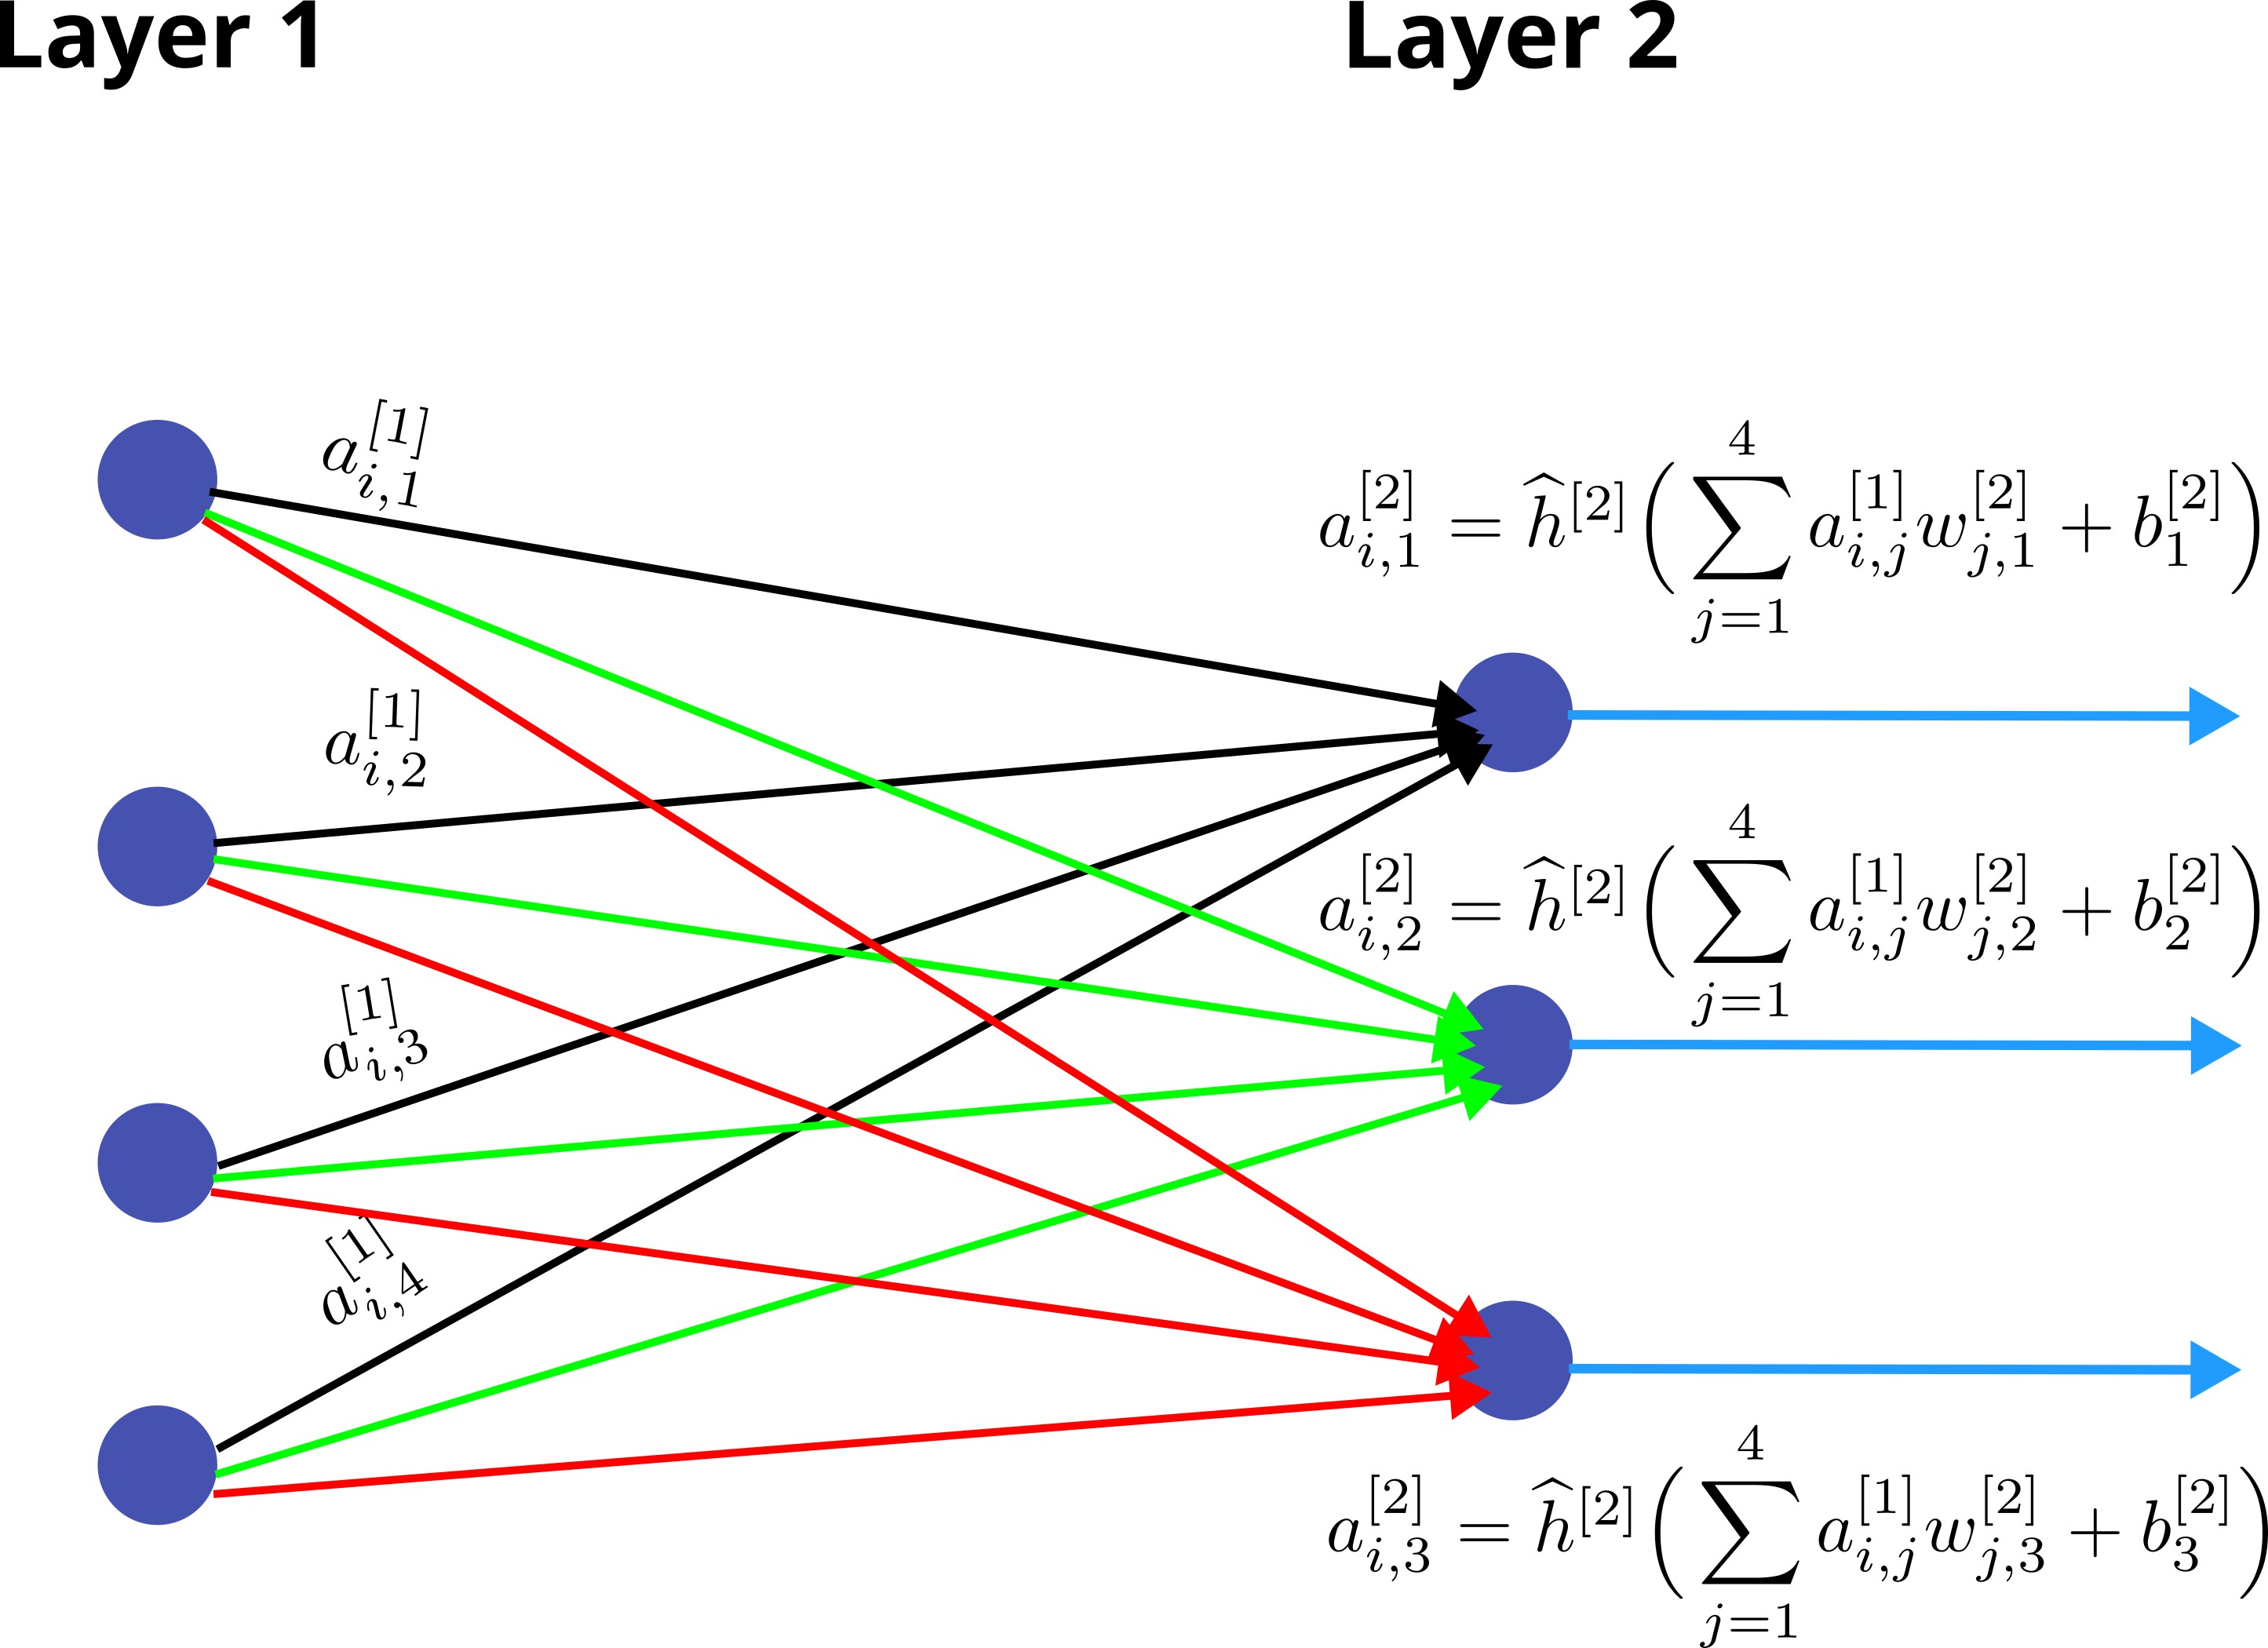 Layer 1 Layer 2
$a_{i,1}^{[1]}$
$a_{i,1}^{[2]} = \widehat{h}^{[2]}\left(\sum_{j=1}^{4} a_{i,j}^{[1]} w_{j,1}^{[2]} + b_1^{[2]}\right)$
$a_{i,2}^{[1]}$
$a_{i,2}^{[2]} = \widehat{h}^{[2]}\left(\sum_{j=1}^{4} a_{i,j}^{[1]} w_{j,2}^{[2]} + b_2^{[2]}\right)$
$a_{i,3}^{[1]}$
$a_{i,4}^{[1]}$
$a_{i,3}^{[2]} = \widehat{h}^{[2]}\left(\sum_{j=1}^{4} a_{i,j}^{[1]} w_{j,3}^{[2]} + b_3^{[2]}\right)$